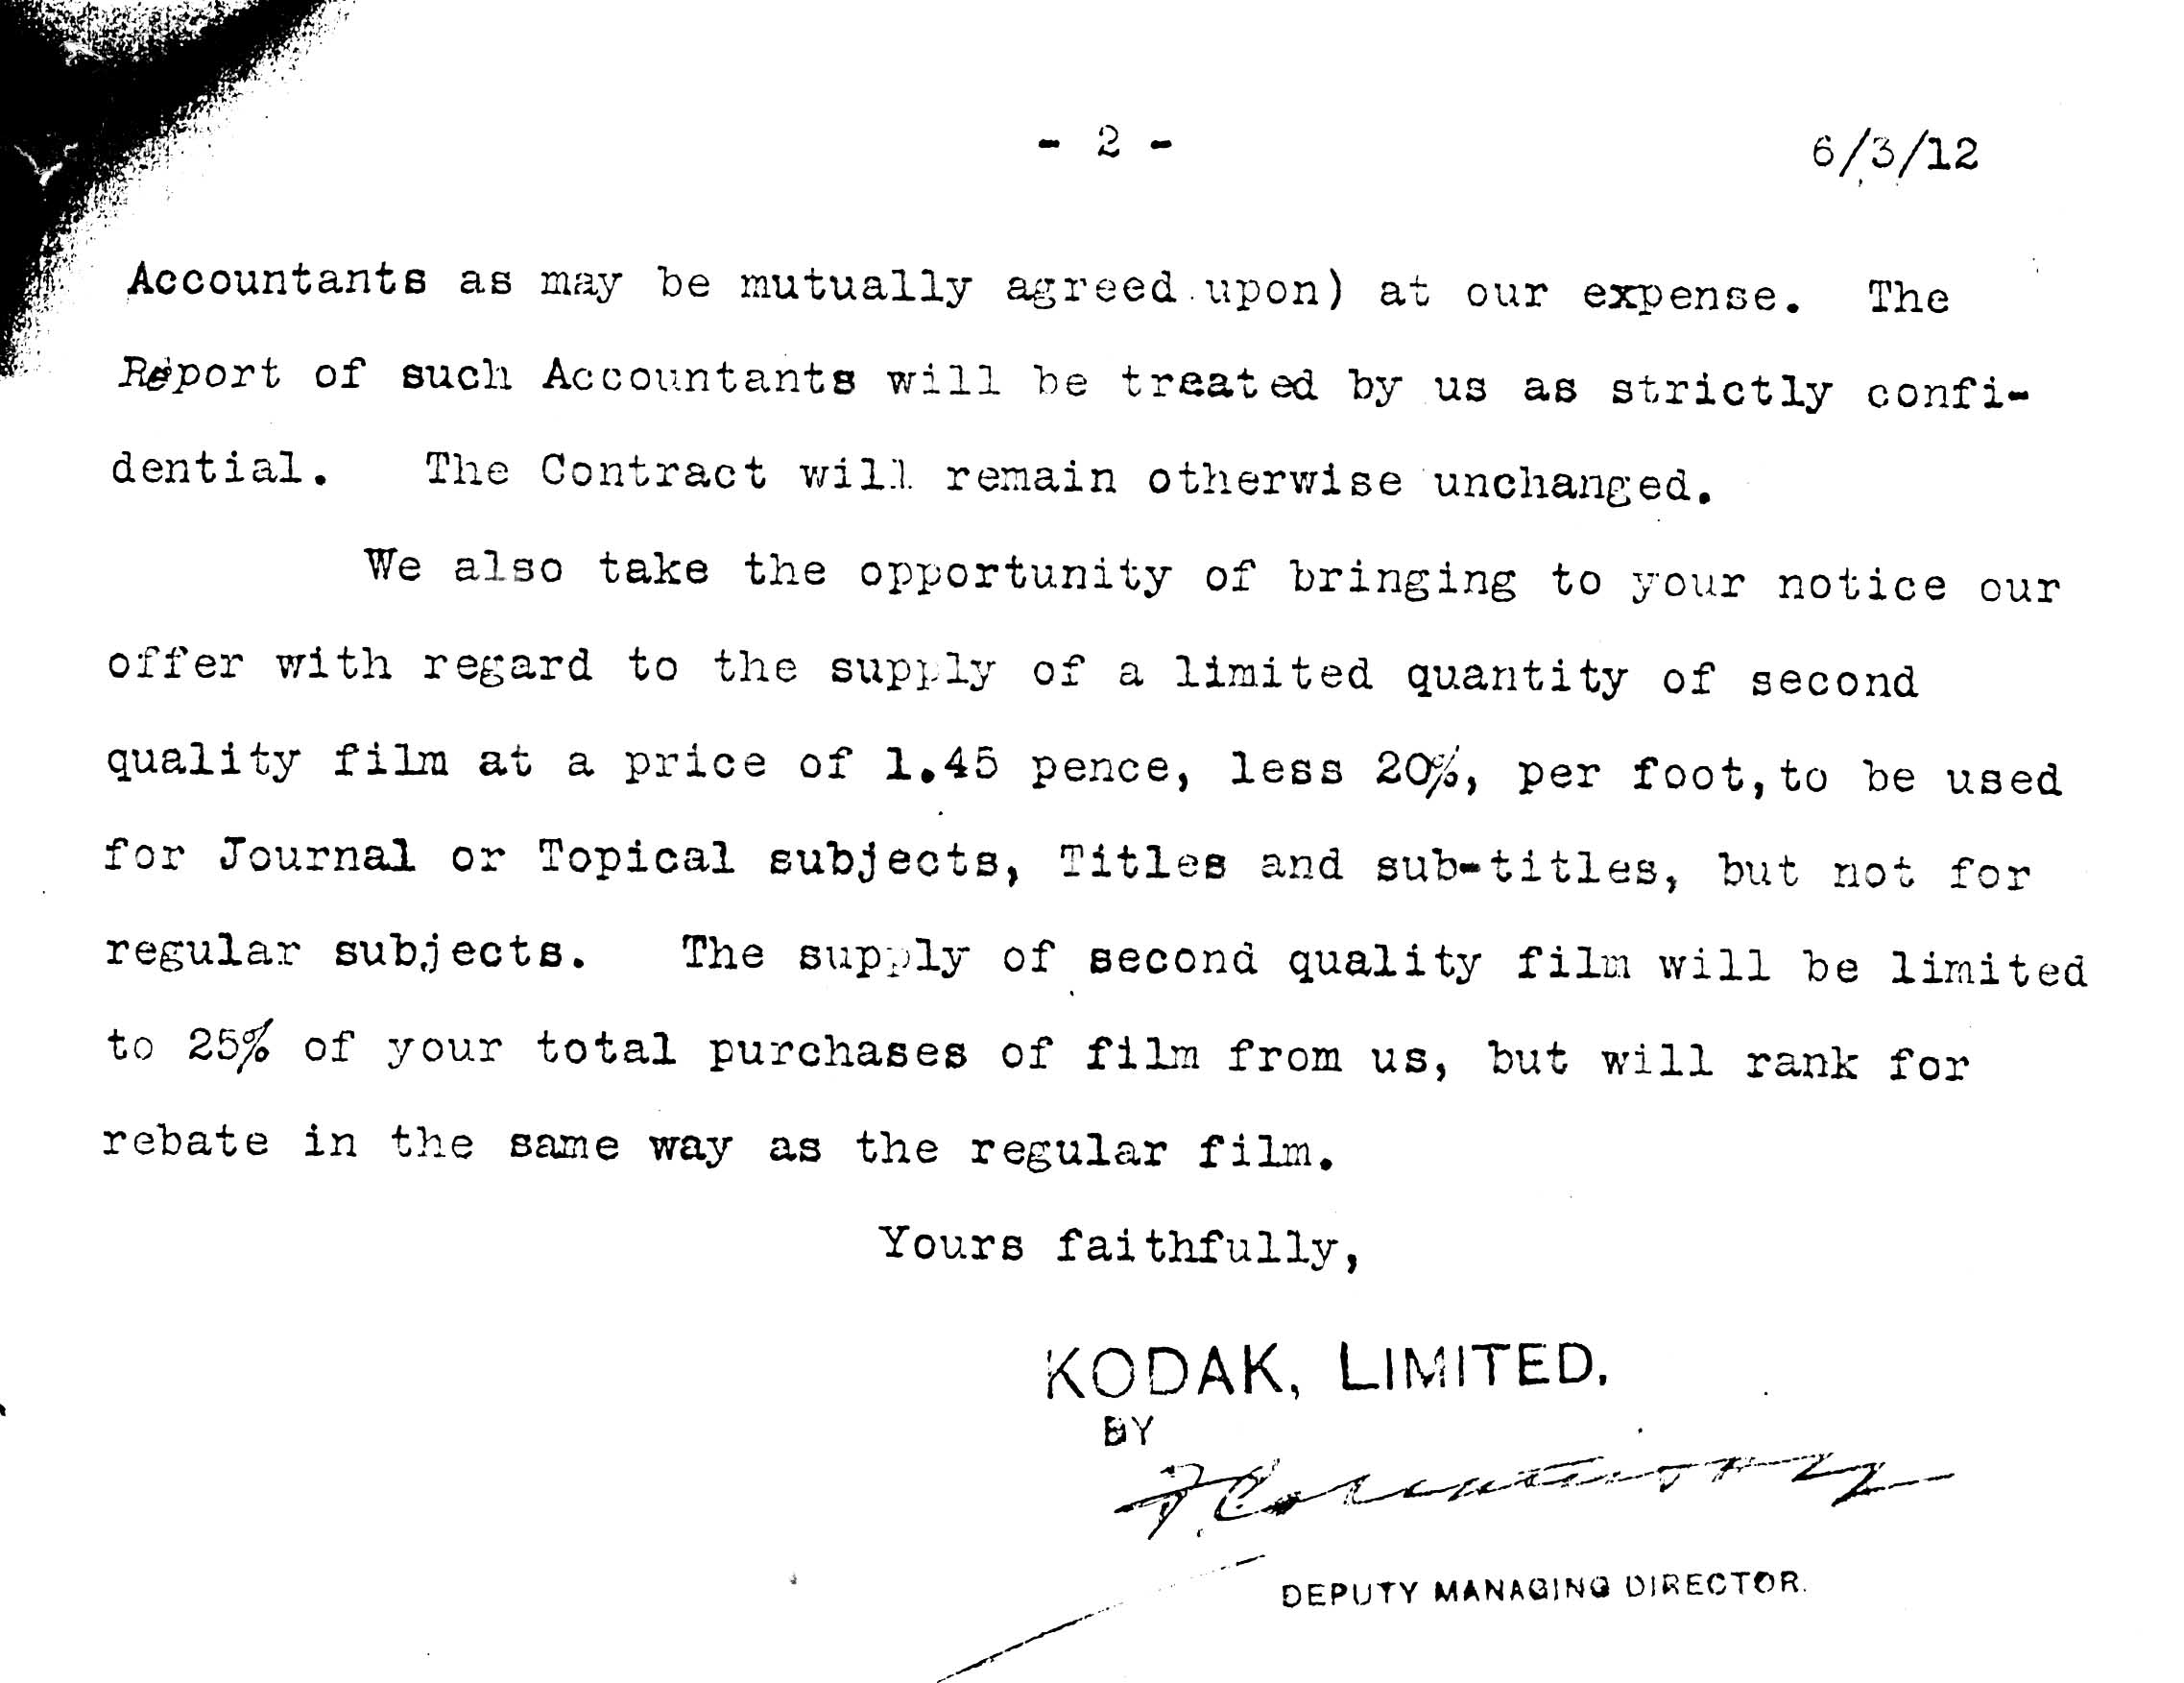 - 2 -
6/3/12
Accountants as may be mutually agreed upon) at our expense. The
Report of such Accountants will be treated by us as strictly confi-
dential. The Contract will remain otherwise unchanged.
We also take the opportunity of bringing to your notice our
offer with regard to the supply of a limited quantity of second
quality film at a price of 1.45 pence, less 20%, per foot, to be used
for Journal or Topical subjects, Titles and sub-titles, but not for
regular subjects. The supply of second quality film will be limited
to 25% of your total purchases of film from us, but will rank for
rebate in the same way as the regular film.
Yours faithfully,
KODAK, LIMITED.
BY
DEPUTY MANAGING DIRECTOR.